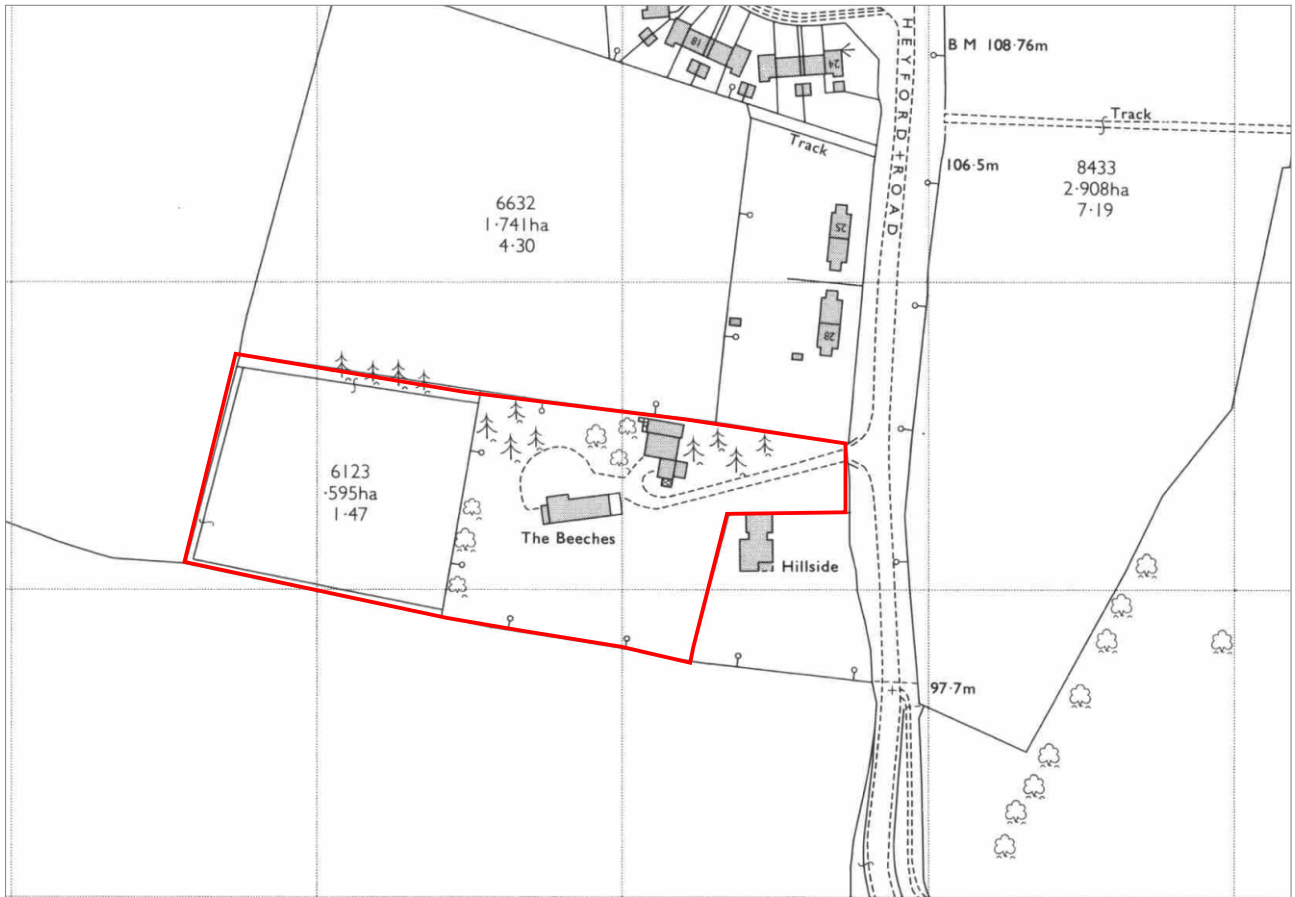 18
24
HEYFORD ROAD
B M 108·76m
Track
Track
106·5m
8433
2·908ha
7·19
6632
1·741ha
4·30
25
28
6123
·595ha
1·47
The Beeches
Hillside
97·7m